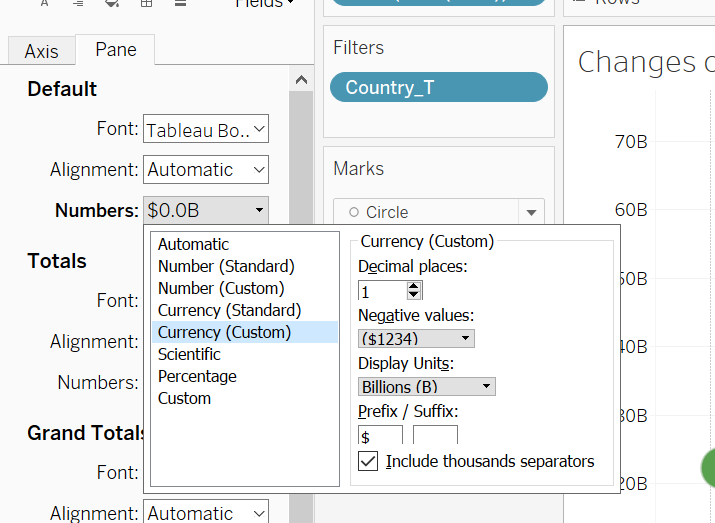 Fields
Axis
Pane
Default
Font: Tableau Bo..
Alignment: Automatic
Numbers: $0.0B
Totals
Font:
Alignment:
Numbers:
Grand Totals
Font:
Alignment: Automatic
Automatic
Number (Standard)
Number (Custom)
Currency (Standard)
Currency (Custom)
Scientific
Percentage
Custom
Currency (Custom)
Decimal places:
1
Negative values:
($1234)
Display Units:
Billions (B)
Prefix / Suffix:
$
Include thousands separators
Filters
Country_T
Marks
Circle
Rows
Changes
70B
60B
50B
40B
30B
20B